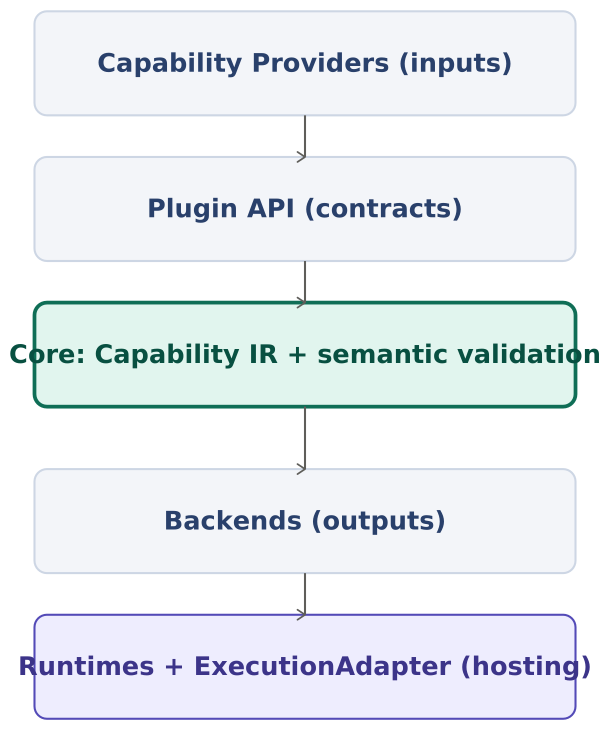 Capability Providers (inputs)
Plugin API (contracts)
Core: Capability IR + semantic validation
Backends (outputs)
Runtimes + ExecutionAdapter (hosting)